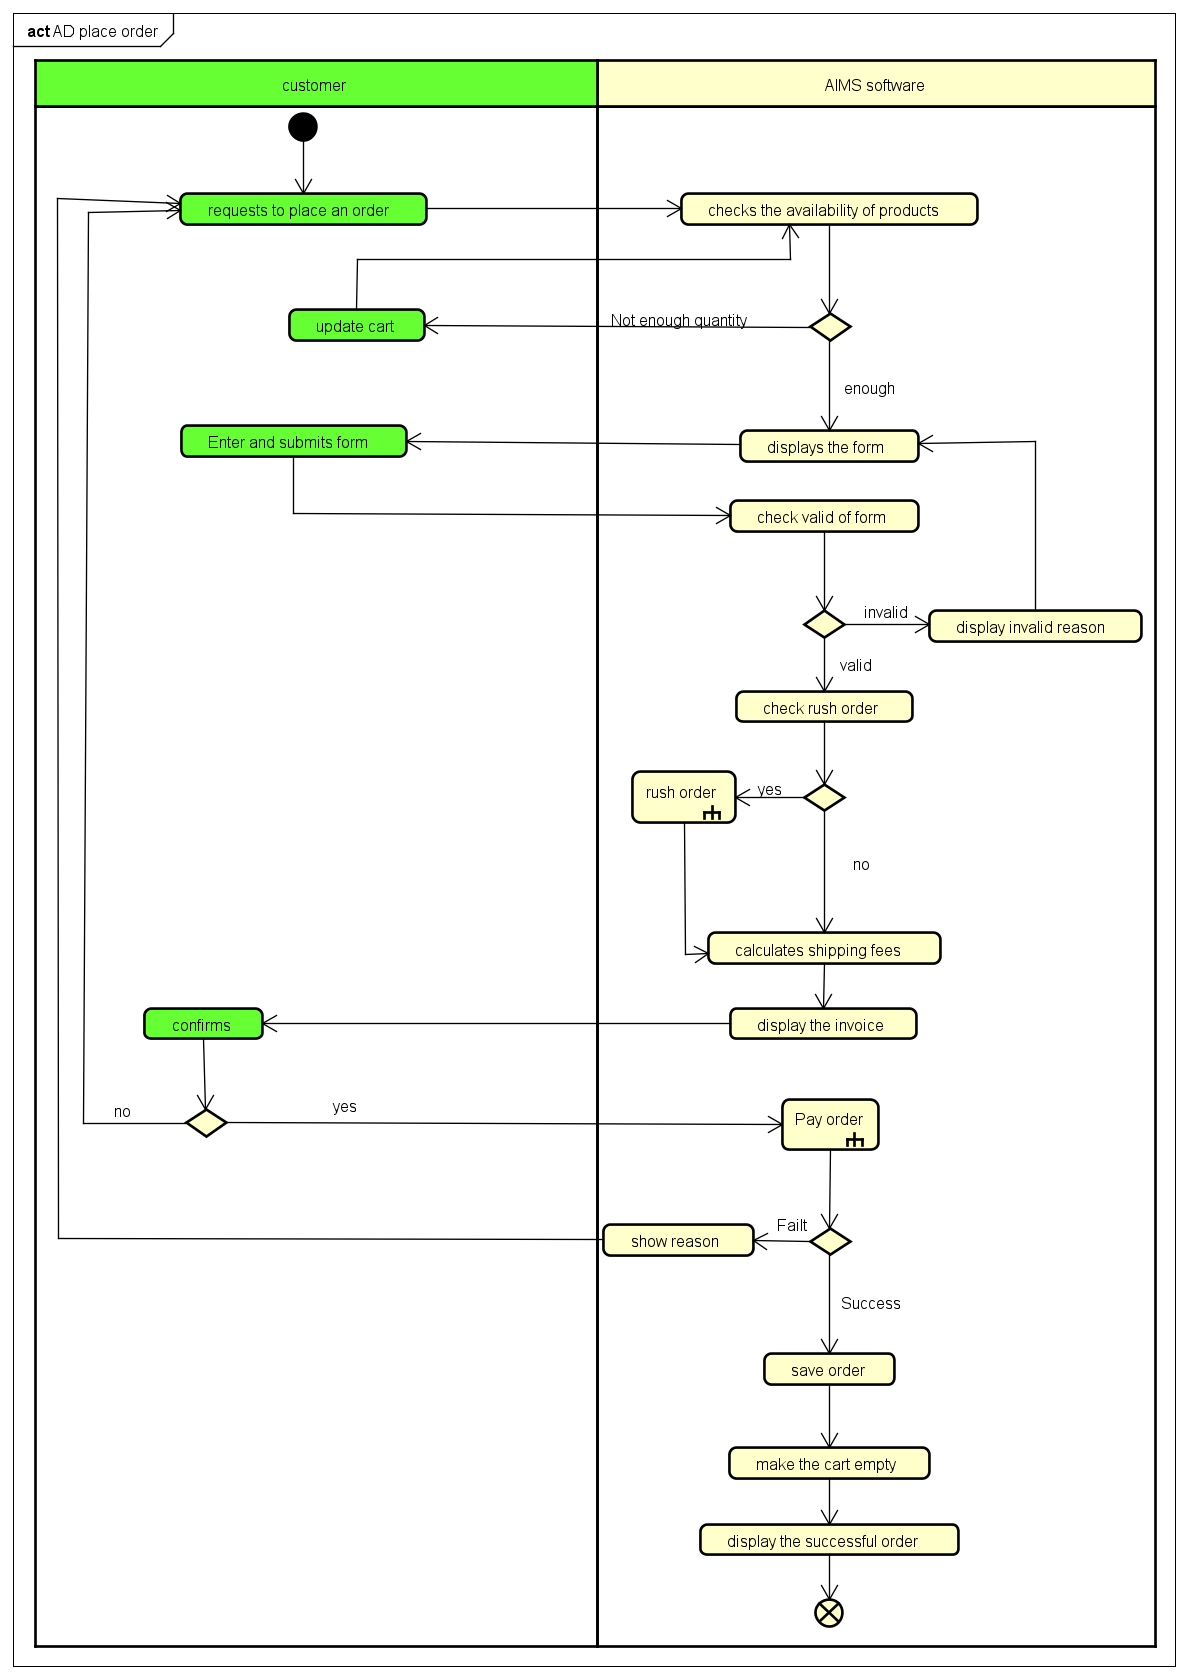 act AD place order
customer
AIMS software
requests to place an order
checks the availability of products
update cart
Not enough quantity
enough
Enter and submits form
displays the form
check valid of form
invalid
display invalid reason
valid
check rush order
rush order
yes
no
calculates shipping fees
confirms
display the invoice
no
yes
Pay order
show reason
Failt
Success
save order
make the cart empty
display the successful order